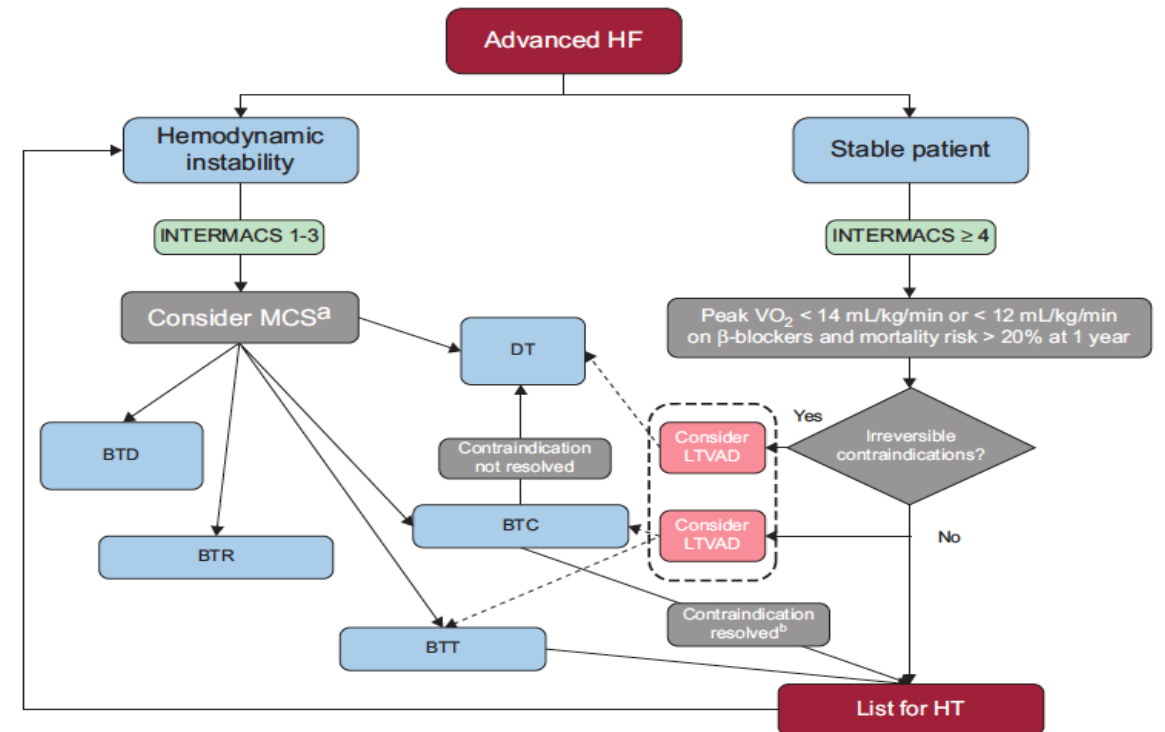 Advanced HF
Hemodynamic
instability
Stable patient
INTERMACS 1-3
INTERMACS ≥ 4
Consider MCSa
Peak VO2 < 14 mL/kg/min or < 12 mL/kg/min
on β-blockers and mortality risk > 20% at 1 year
DT
Yes
Irreversible
contraindications?
Consider
LTVAD
BTD
Contraindication
not resolved
BTC
Consider
LTVAD
No
BTR
Contraindication
resolvedb
BTT
List for HT